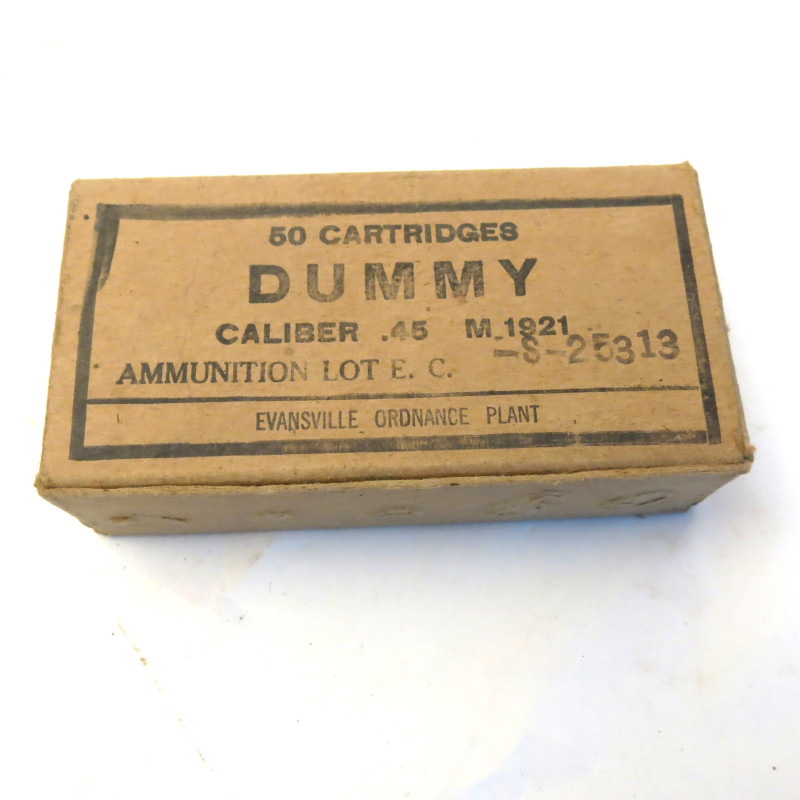 50 CARTRIDGES
DUMMY
CALIBER .45 M.1921
AMMUNITION LOT E. C. -S-25313
EVANSVILLE ORDNANCE PLANT